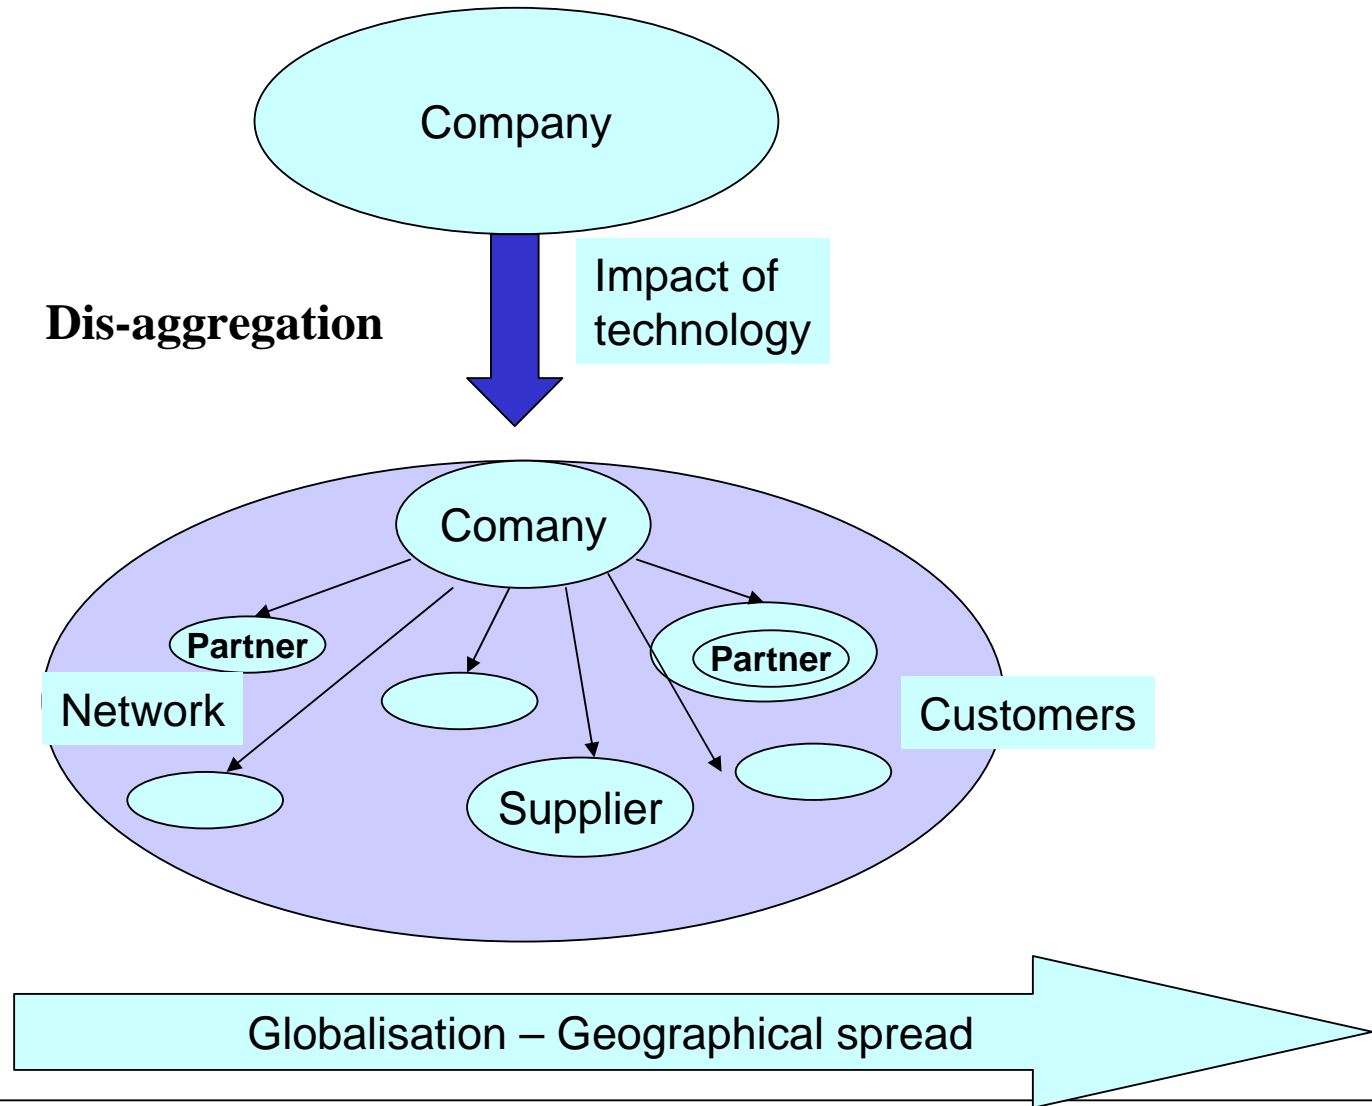 Company
Impact of
technology
Dis-aggregation
Comany
Partner
Partner
Network
Customers
Supplier
Globalisation – Geographical spread